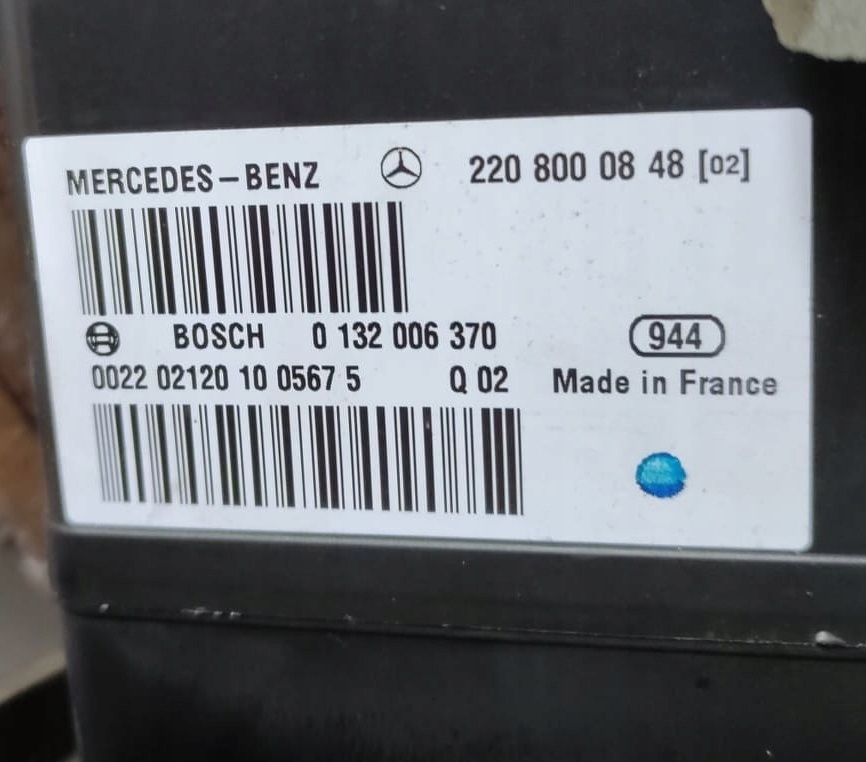 MERCEDES-BENZ 220 800 08 48 [02]
BOSCH 0 132 006 370 944
0022 02120 10 0567 5 Q 02 Made in France